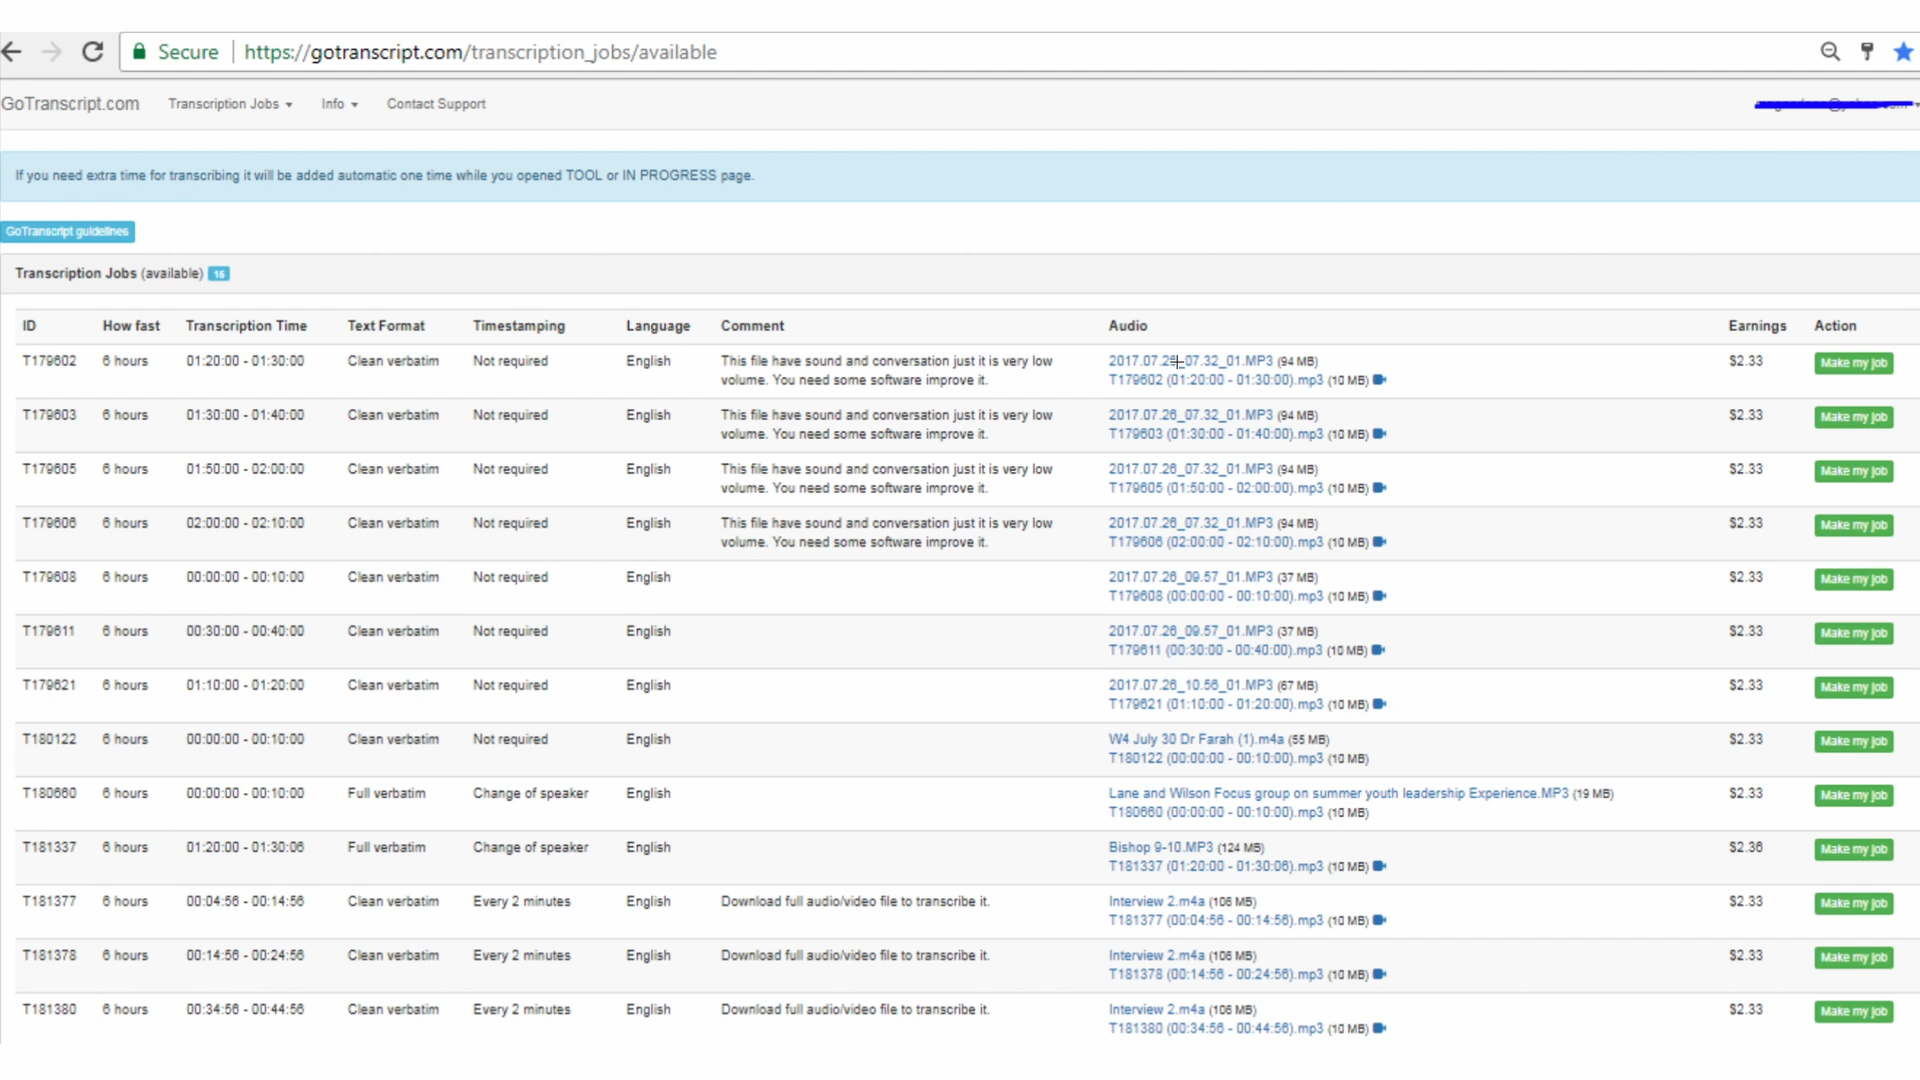 Secure https://gotranscript.com/transcription_jobs/available
GoTranscript.com Transcription Jobs Info Contact Support
If you need extra time for transcribing it will be added automatic one time while you opened TOOL or IN PROGRESS page.
GoTranscript guidelines
Transcription Jobs (available) 15
ID How fast Transcription Time Text Format Timestamping Language Comment Audio Earnings Action
T179602 6 hours 01:20:00 - 01:30:00 Clean verbatim Not required English This file have sound and conversation just it is very low 2017.07.26_07.32_01.MP3 (94 MB) $2.33 Make my job
volume. You need some software improve it. T179602 (01:20:00 - 01:30:00).mp3 (10 MB)
T179603 6 hours 01:30:00 - 01:40:00 Clean verbatim Not required English This file have sound and conversation just it is very low 2017.07.26_07.32_01.MP3 (94 MB) $2.33 Make my job
volume. You need some software improve it. T179603 (01:30:00 - 01:40:00).mp3 (10 MB)
T179605 6 hours 01:50:00 - 02:00:00 Clean verbatim Not required English This file have sound and conversation just it is very low 2017.07.26_07.32_01.MP3 (94 MB) $2.33 Make my job
volume. You need some software improve it. T179605 (01:50:00 - 02:00:00).mp3 (10 MB)
T179606 6 hours 02:00:00 - 02:10:00 Clean verbatim Not required English This file have sound and conversation just it is very low 2017.07.26_07.32_01.MP3 (94 MB) $2.33 Make my job
volume. You need some software improve it. T179606 (02:00:00 - 02:10:00).mp3 (10 MB)
T179608 6 hours 00:00:00 - 00:10:00 Clean verbatim Not required English 2017.07.26_09.57_01.MP3 (37 MB) $2.33 Make my job
T179608 (00:00:00 - 00:10:00).mp3 (10 MB)
T179611 6 hours 00:30:00 - 00:40:00 Clean verbatim Not required English 2017.07.26_09.57_01.MP3 (37 MB) $2.33 Make my job
T179611 (00:30:00 - 00:40:00).mp3 (10 MB)
T179621 6 hours 01:10:00 - 01:20:00 Clean verbatim Not required English 2017.07.26_10.56_01.MP3 (67 MB) $2.33 Make my job
T179621 (01:10:00 - 01:20:00).mp3 (10 MB)
T180122 6 hours 00:00:00 - 00:10:00 Clean verbatim Not required English W4 July 30 Dr Farah (1).m4a (55 MB) $2.33 Make my job
T180122 (00:00:00 - 00:10:00).mp3 (10 MB)
T180660 6 hours 00:00:00 - 00:10:00 Full verbatim Change of speaker English Lane and Wilson Focus group on summer youth leadership Experience.MP3 (19 MB) $2.33 Make my job
T180660 (00:00:00 - 00:10:00).mp3 (10 MB)
T181337 6 hours 01:20:00 - 01:30:06 Full verbatim Change of speaker English Bishop 9-10.MP3 (124 MB) $2.36 Make my job
T181337 (01:20:00 - 01:30:06).mp3 (10 MB)
T181377 6 hours 00:04:56 - 00:14:56 Clean verbatim Every 2 minutes English Download full audio/video file to transcribe it. Interview 2.m4a (106 MB) $2.33 Make my job
T181377 (00:04:56 - 00:14:56).mp3 (10 MB)
T181378 6 hours 00:14:56 - 00:24:56 Clean verbatim Every 2 minutes English Download full audio/video file to transcribe it. Interview 2.m4a (106 MB) $2.33 Make my job
T181378 (00:14:56 - 00:24:56).mp3 (10 MB)
T181380 6 hours 00:34:56 - 00:44:56 Clean verbatim Every 2 minutes English Download full audio/video file to transcribe it. Interview 2.m4a (106 MB) $2.33 Make my job
T181380 (00:34:56 - 00:44:56).mp3 (10 MB)